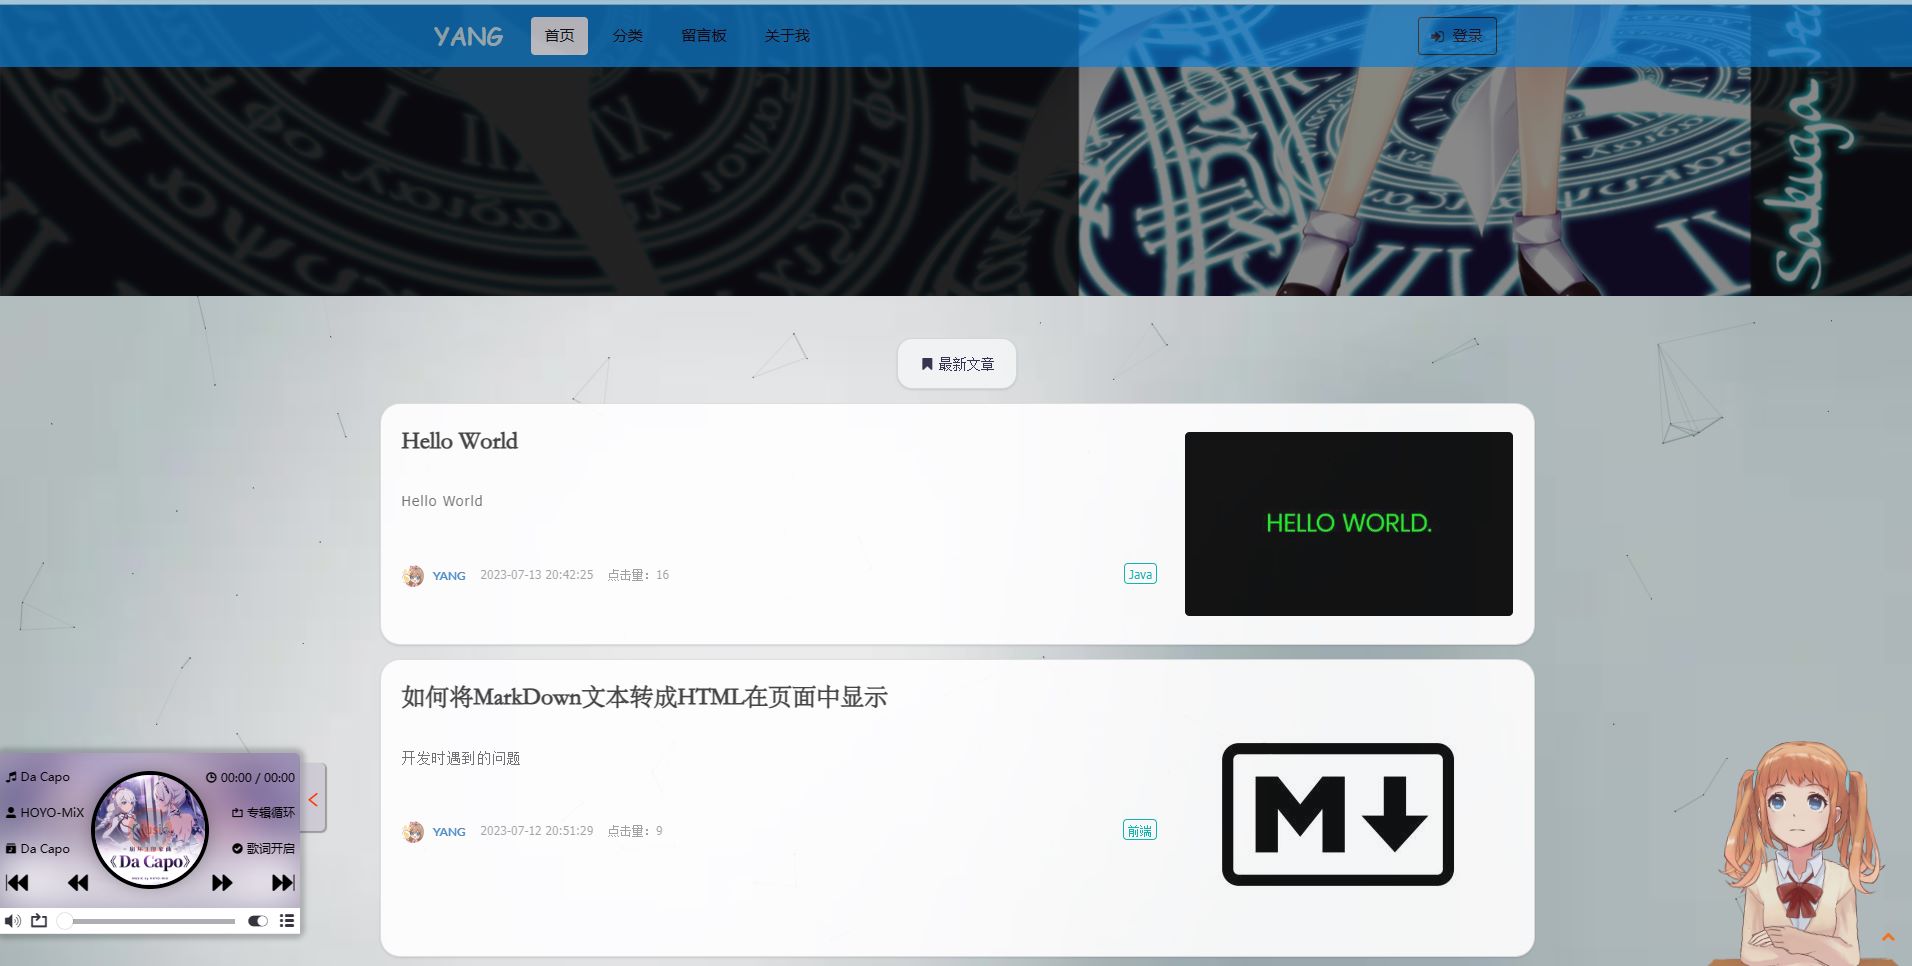 YANG 首页 分类 留言板 关于我 登录
Sakuya
最新文章
Hello World
Hello World
YANG 2023-07-13 20:42:25 点击量：16 Java
HELLO WORLD.
如何将MarkDown文本转成HTML在页面中显示
开发时遇到的问题
YANG 2023-07-12 20:51:29 点击量：9 前端
M
Da Capo 00:00 / 00:00
HOYO-MiX 专辑循环
Da Capo 歌词开启
《Da Capo》